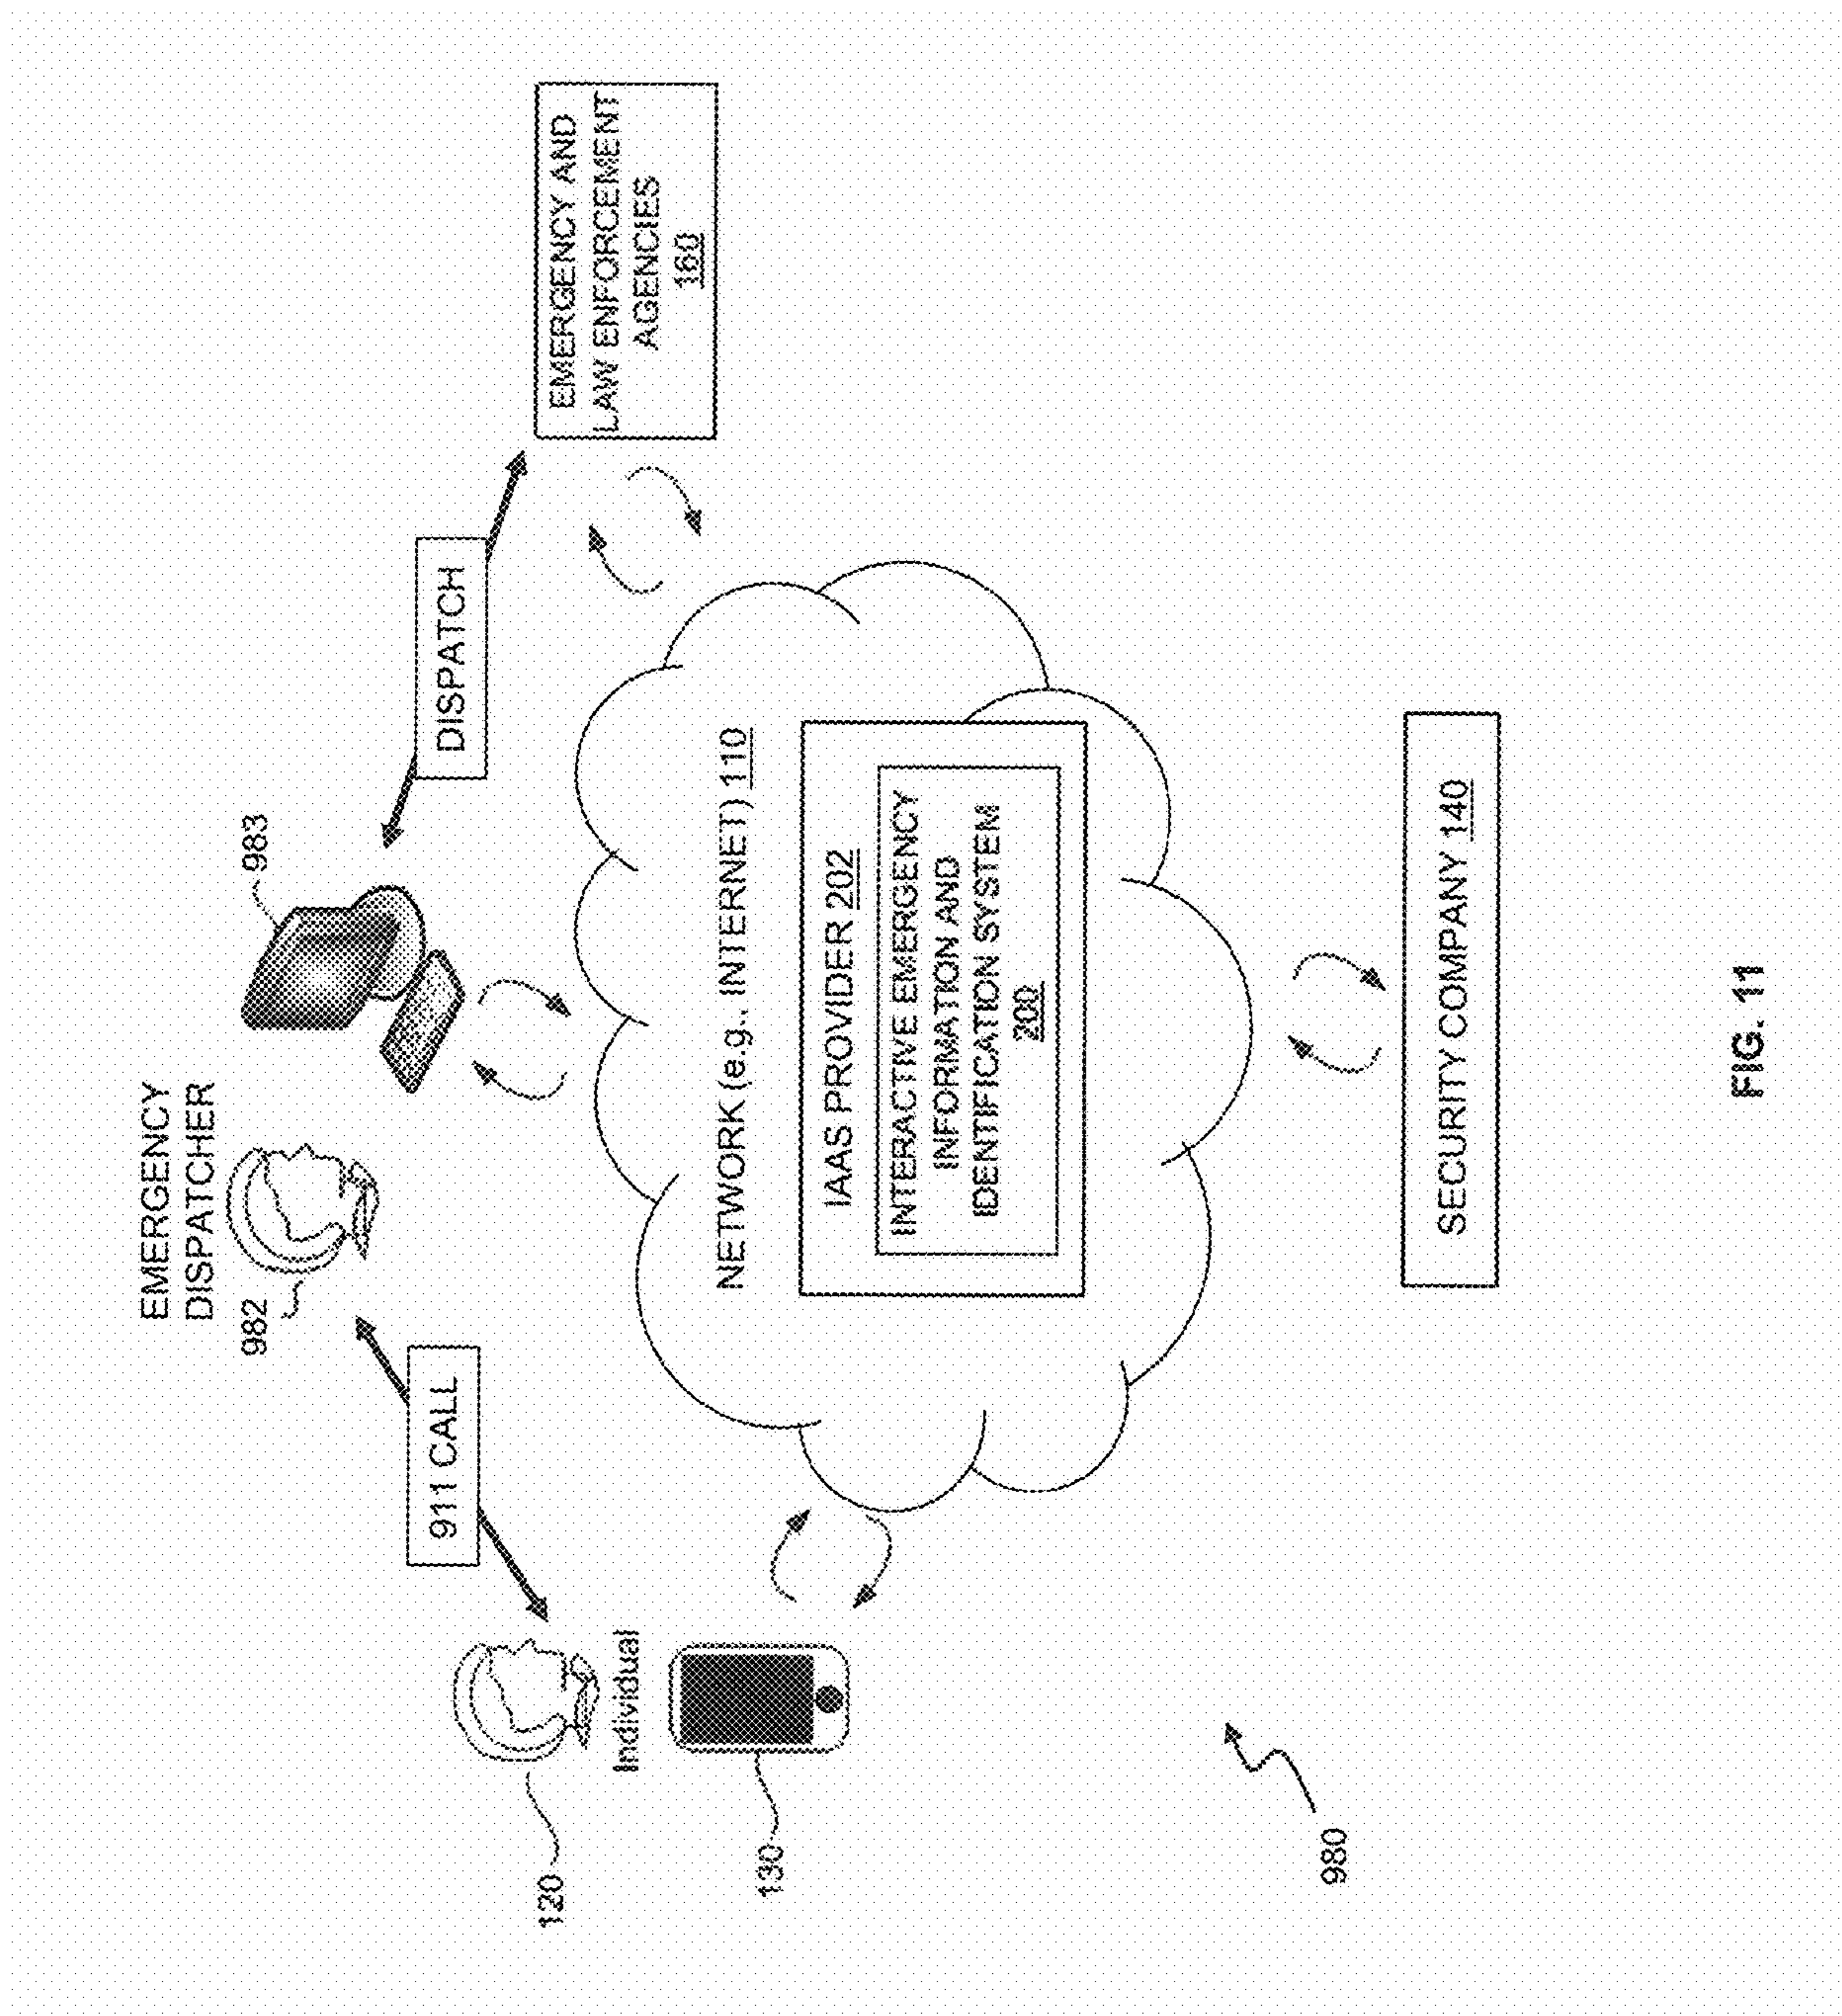 EMERGENCY
DISPATCHER
982
983
911 CALL
DISPATCH
120
Individual
130
EMERGENCY AND
LAW ENFORCEMENT
AGENCIES
160
NETWORK (e.g., INTERNET) 110
IAAS PROVIDER 202
INTERACTIVE EMERGENCY
INFORMATION AND
IDENTIFICATION SYSTEM
200
SECURITY COMPANY 140
980
FIG. 11